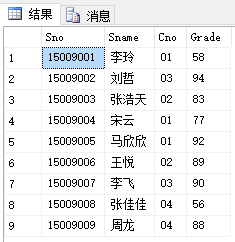 结果 消息
Sno Sname Cno Grade
1 15009001 李玲 01 58
2 15009002 刘哲 03 94
3 15009003 张浩天 02 83
4 15009004 宋云 01 77
5 15009005 马欣欣 01 92
6 15009006 王悦 02 89
7 15009007 李飞 03 90
8 15009008 张佳佳 04 56
9 15009009 周龙 04 88